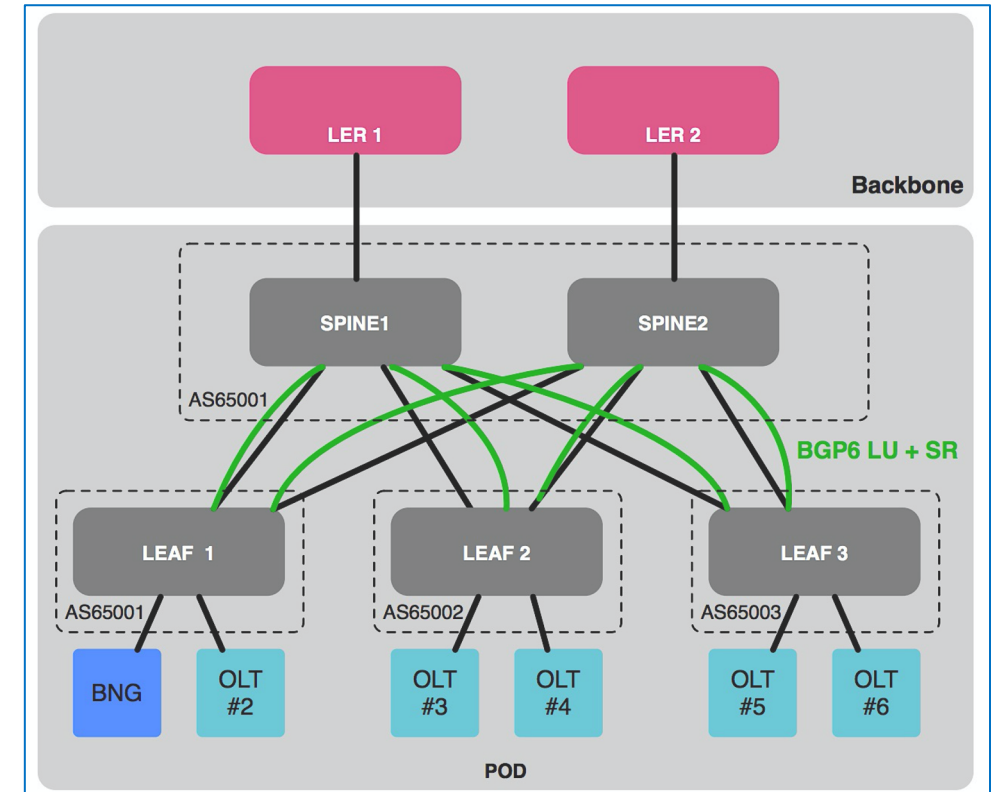 LER 1
LER 2
Backbone
SPINE1
SPINE2
AS65001
BGP6 LU + SR
LEAF 1
LEAF 2
LEAF 3
AS65001
AS65002
AS65003
BNG
OLT
#2
OLT
#3
OLT
#4
OLT
#5
OLT
#6
POD